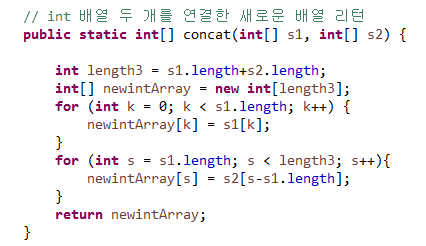 // int 배열 두 개를 연결한 새로운 배열 리턴
public static int[] concat(int[] s1, int[] s2) {
int length3 = s1.length+s2.length;
int[] newintArray = new int[length3];
for (int k = 0; k < s1.length; k++) {
newintArray[k] = s1[k];
}
for (int s = s1.length; s < length3; s++){
newintArray[s] = s2[s-s1.length];
}
return newintArray;
}